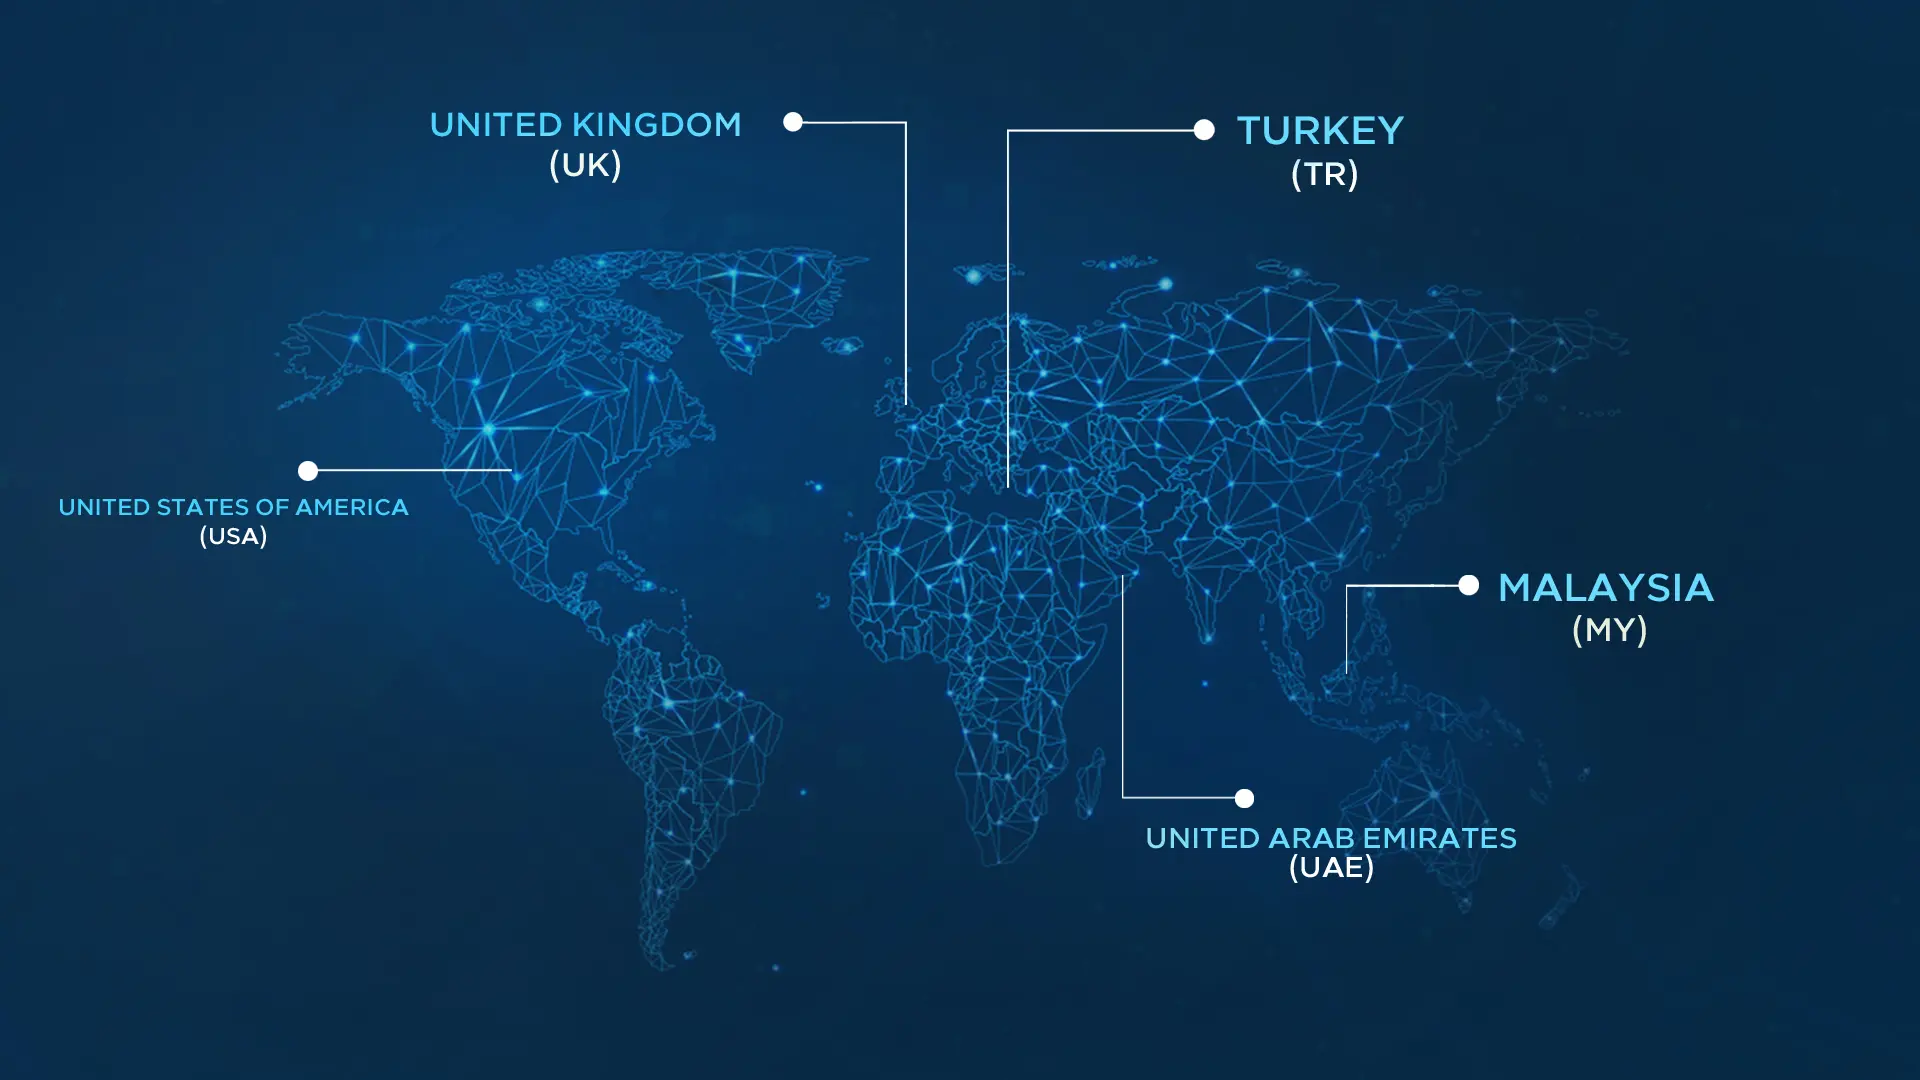 UNITED KINGDOM
(UK)
TURKEY
(TR)
UNITED STATES OF AMERICA
(USA)
MALAYSIA
(MY)
UNITED ARAB EMIRATES
(UAE)